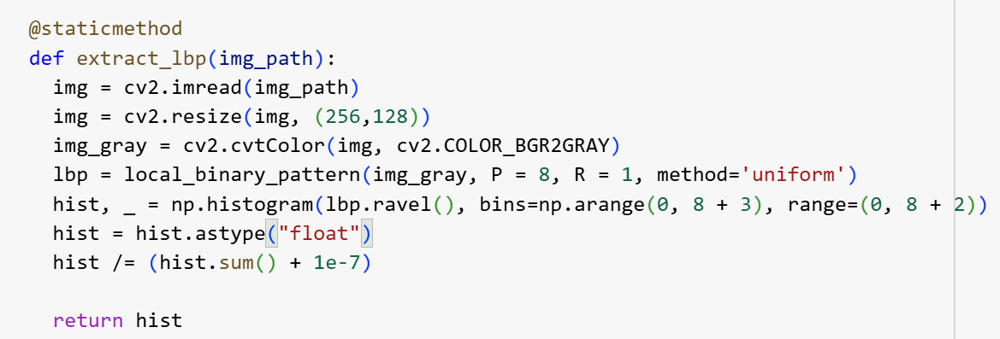 @staticmethod
def extract_lbp(img_path):
  img = cv2.imread(img_path)
  img = cv2.resize(img, (256,128))
  img_gray = cv2.cvtColor(img, cv2.COLOR_BGR2GRAY)
  lbp = local_binary_pattern(img_gray, P = 8, R = 1, method='uniform')
  hist, _ = np.histogram(lbp.ravel(), bins=np.arange(0, 8 + 3), range=(0, 8 + 2))
  hist = hist.astype("float")
  hist /= (hist.sum() + 1e-7)

  return hist